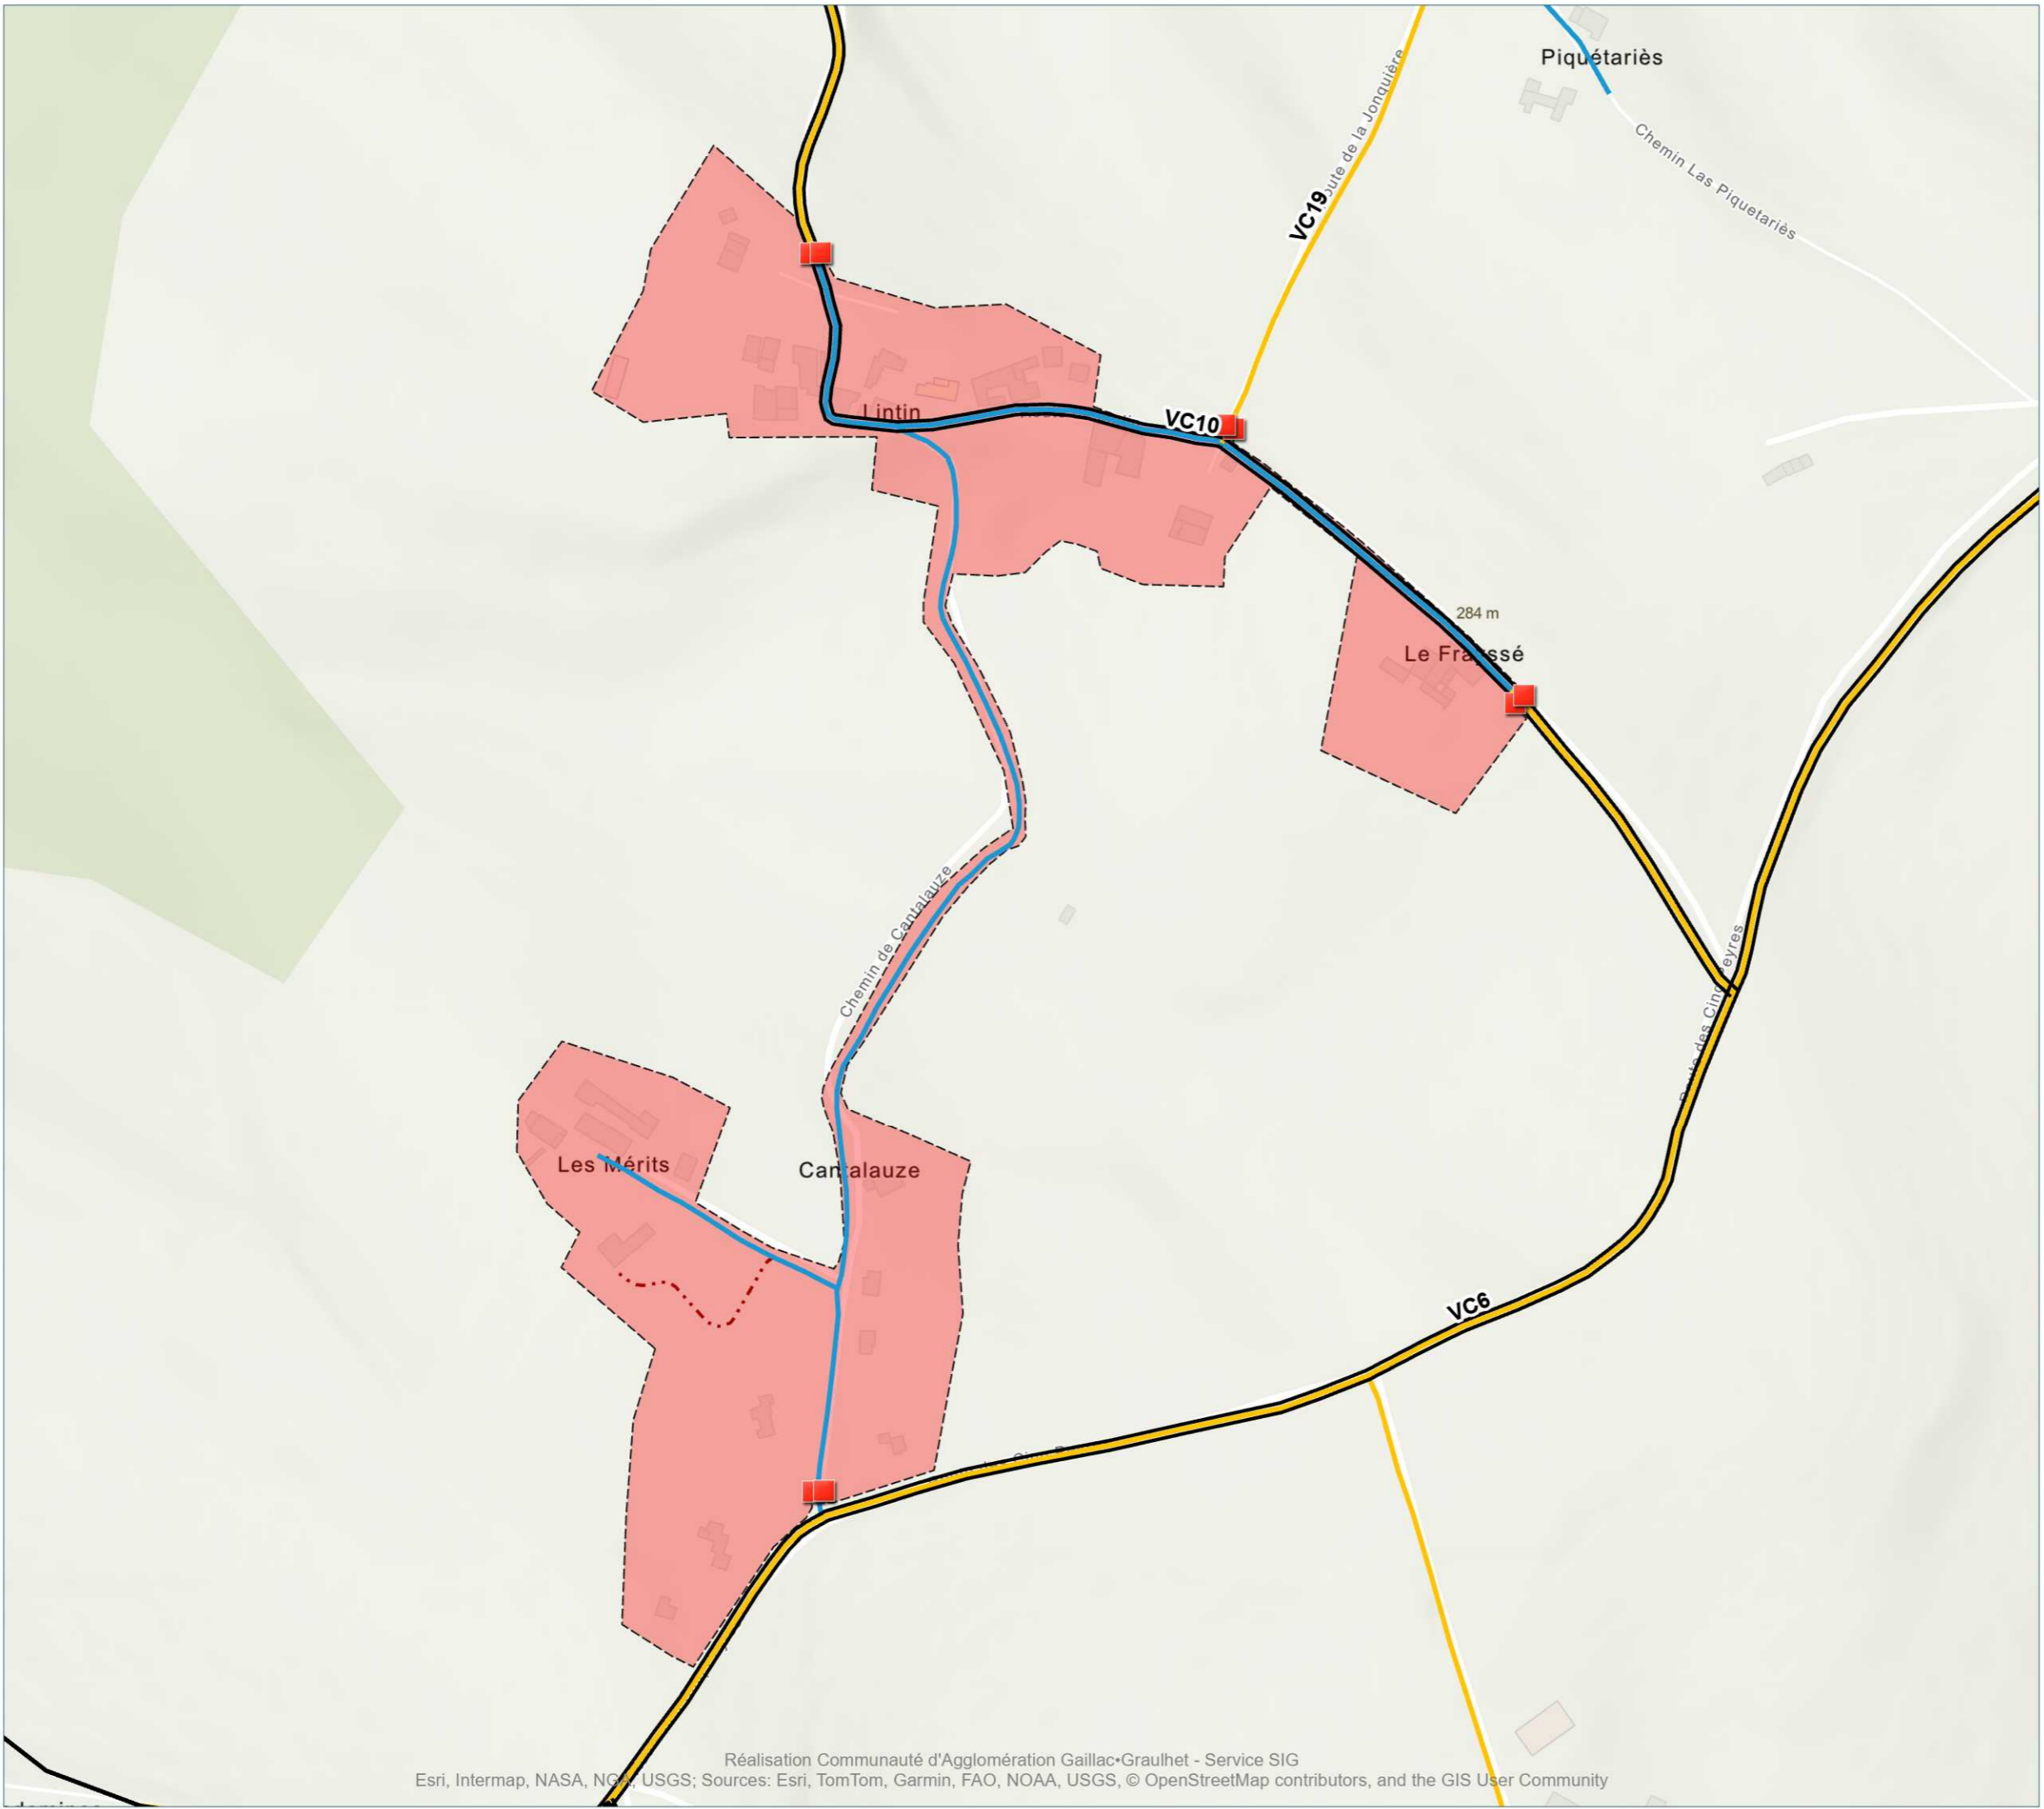 Piquétariès
Chemin Las Piquetariès
Route de la Jonquière
VC19
Lintin
VC10
284 m
Le Frayssé
Chemin de Cantalauze
Route des Cinq Peyres
Les Mérits
Cantalauze
VC6
Réalisation Communauté d'Agglomération Gaillac•Graulhet - Service SIG
Esri, Intermap, NASA, NGA, USGS; Sources: Esri, TomTom, Garmin, FAO, NOAA, USGS, © OpenStreetMap contributors, and the GIS User Community